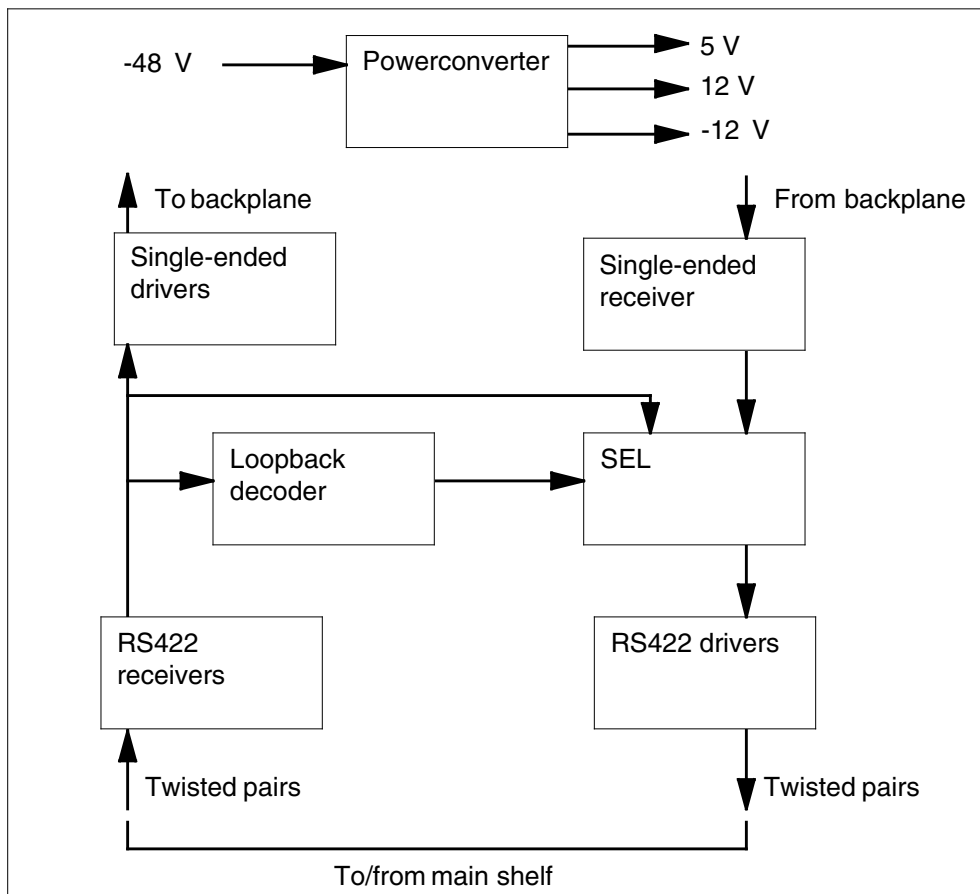 -48 V
Powerconverter
5 V
12 V
-12 V
To backplane
From backplane
Single-ended
drivers
Single-ended
receiver
Loopback
decoder
SEL
RS422
receivers
RS422 drivers
Twisted pairs
Twisted pairs
To/from main shelf